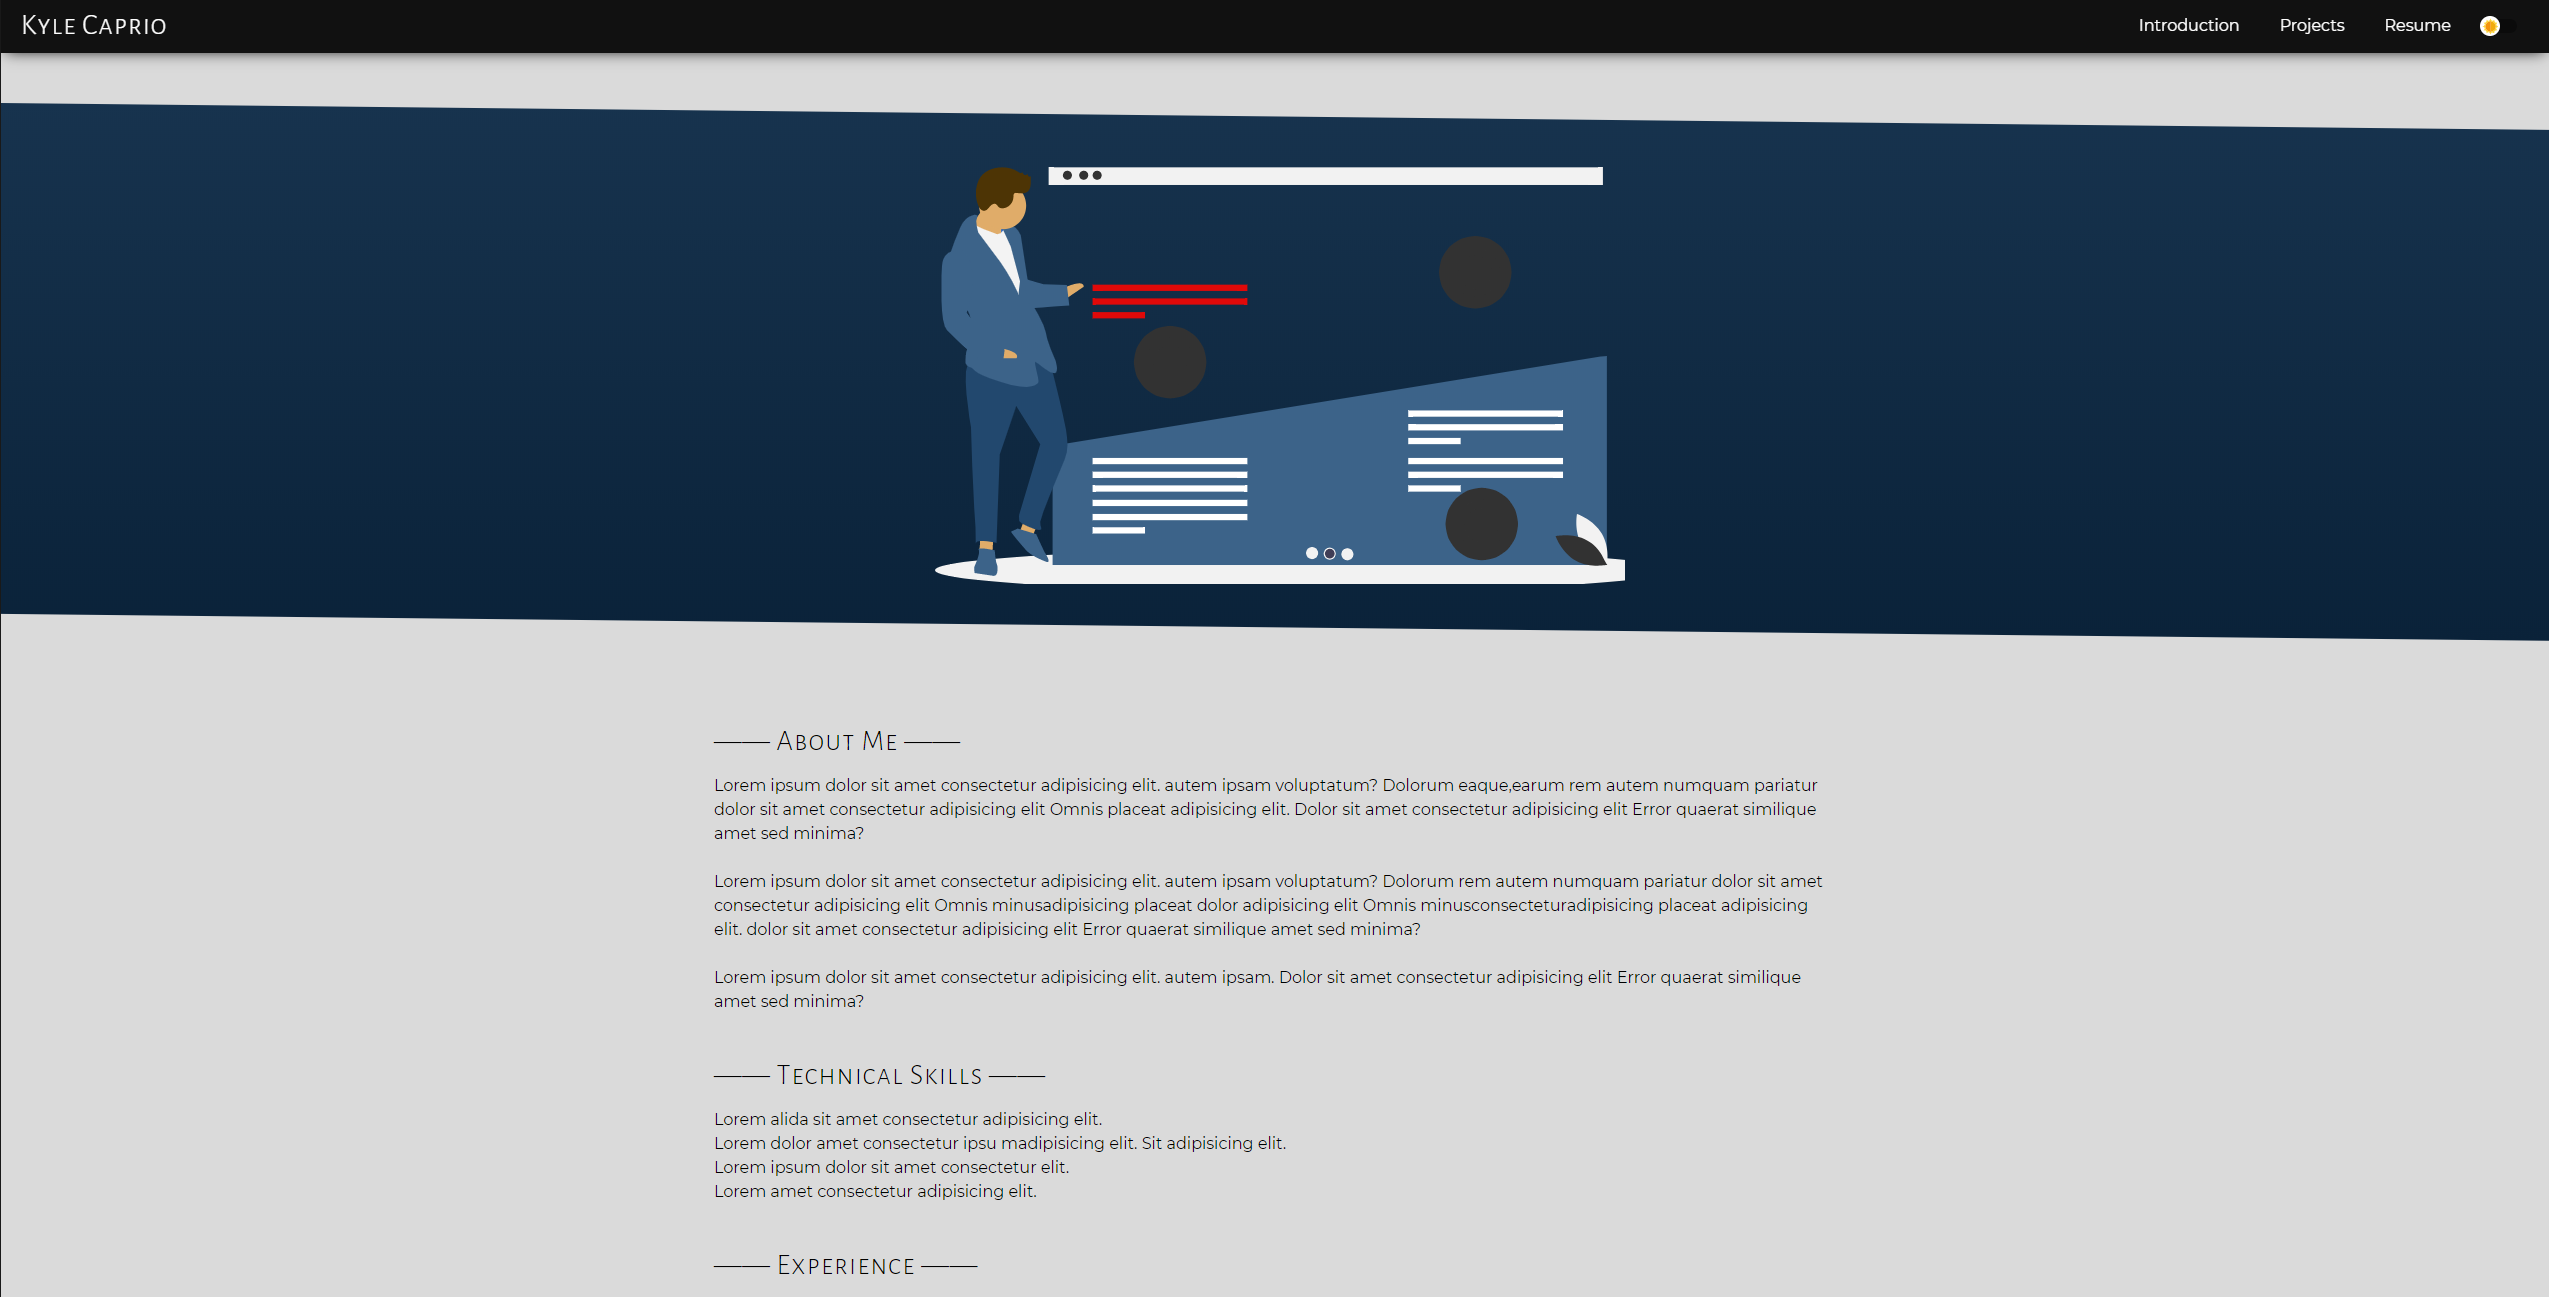 Kyle Caprio
Introduction Projects Resume
About Me
Lorem ipsum dolor sit amet consectetur adipisicing elit. autem ipsam voluptatum? Dolorum eaque,earum rem autem numquam pariatur
dolor sit amet consectetur adipisicing elit Omnis placeat adipisicing elit. Dolor sit amet consectetur adipisicing elit Error quaerat similique
amet sed minima?
Lorem ipsum dolor sit amet consectetur adipisicing elit. autem ipsam voluptatum? Dolorum rem autem numquam pariatur dolor sit amet
consectetur adipisicing elit Omnis minusadipisicing placeat dolor adipisicing elit Omnis minusconsecteturadipisicing placeat adipisicing
elit. dolor sit amet consectetur adipisicing elit Error quaerat similique amet sed minima?
Lorem ipsum dolor sit amet consectetur adipisicing elit. autem ipsam. Dolor sit amet consectetur adipisicing elit Error quaerat similique
amet sed minima?
Technical Skills
Lorem alida sit amet consectetur adipisicing elit.
Lorem dolor amet consectetur ipsu madipisicing elit. Sit adipisicing elit.
Lorem ipsum dolor sit amet consectetur elit.
Lorem amet consectetur adipisicing elit.
Experience